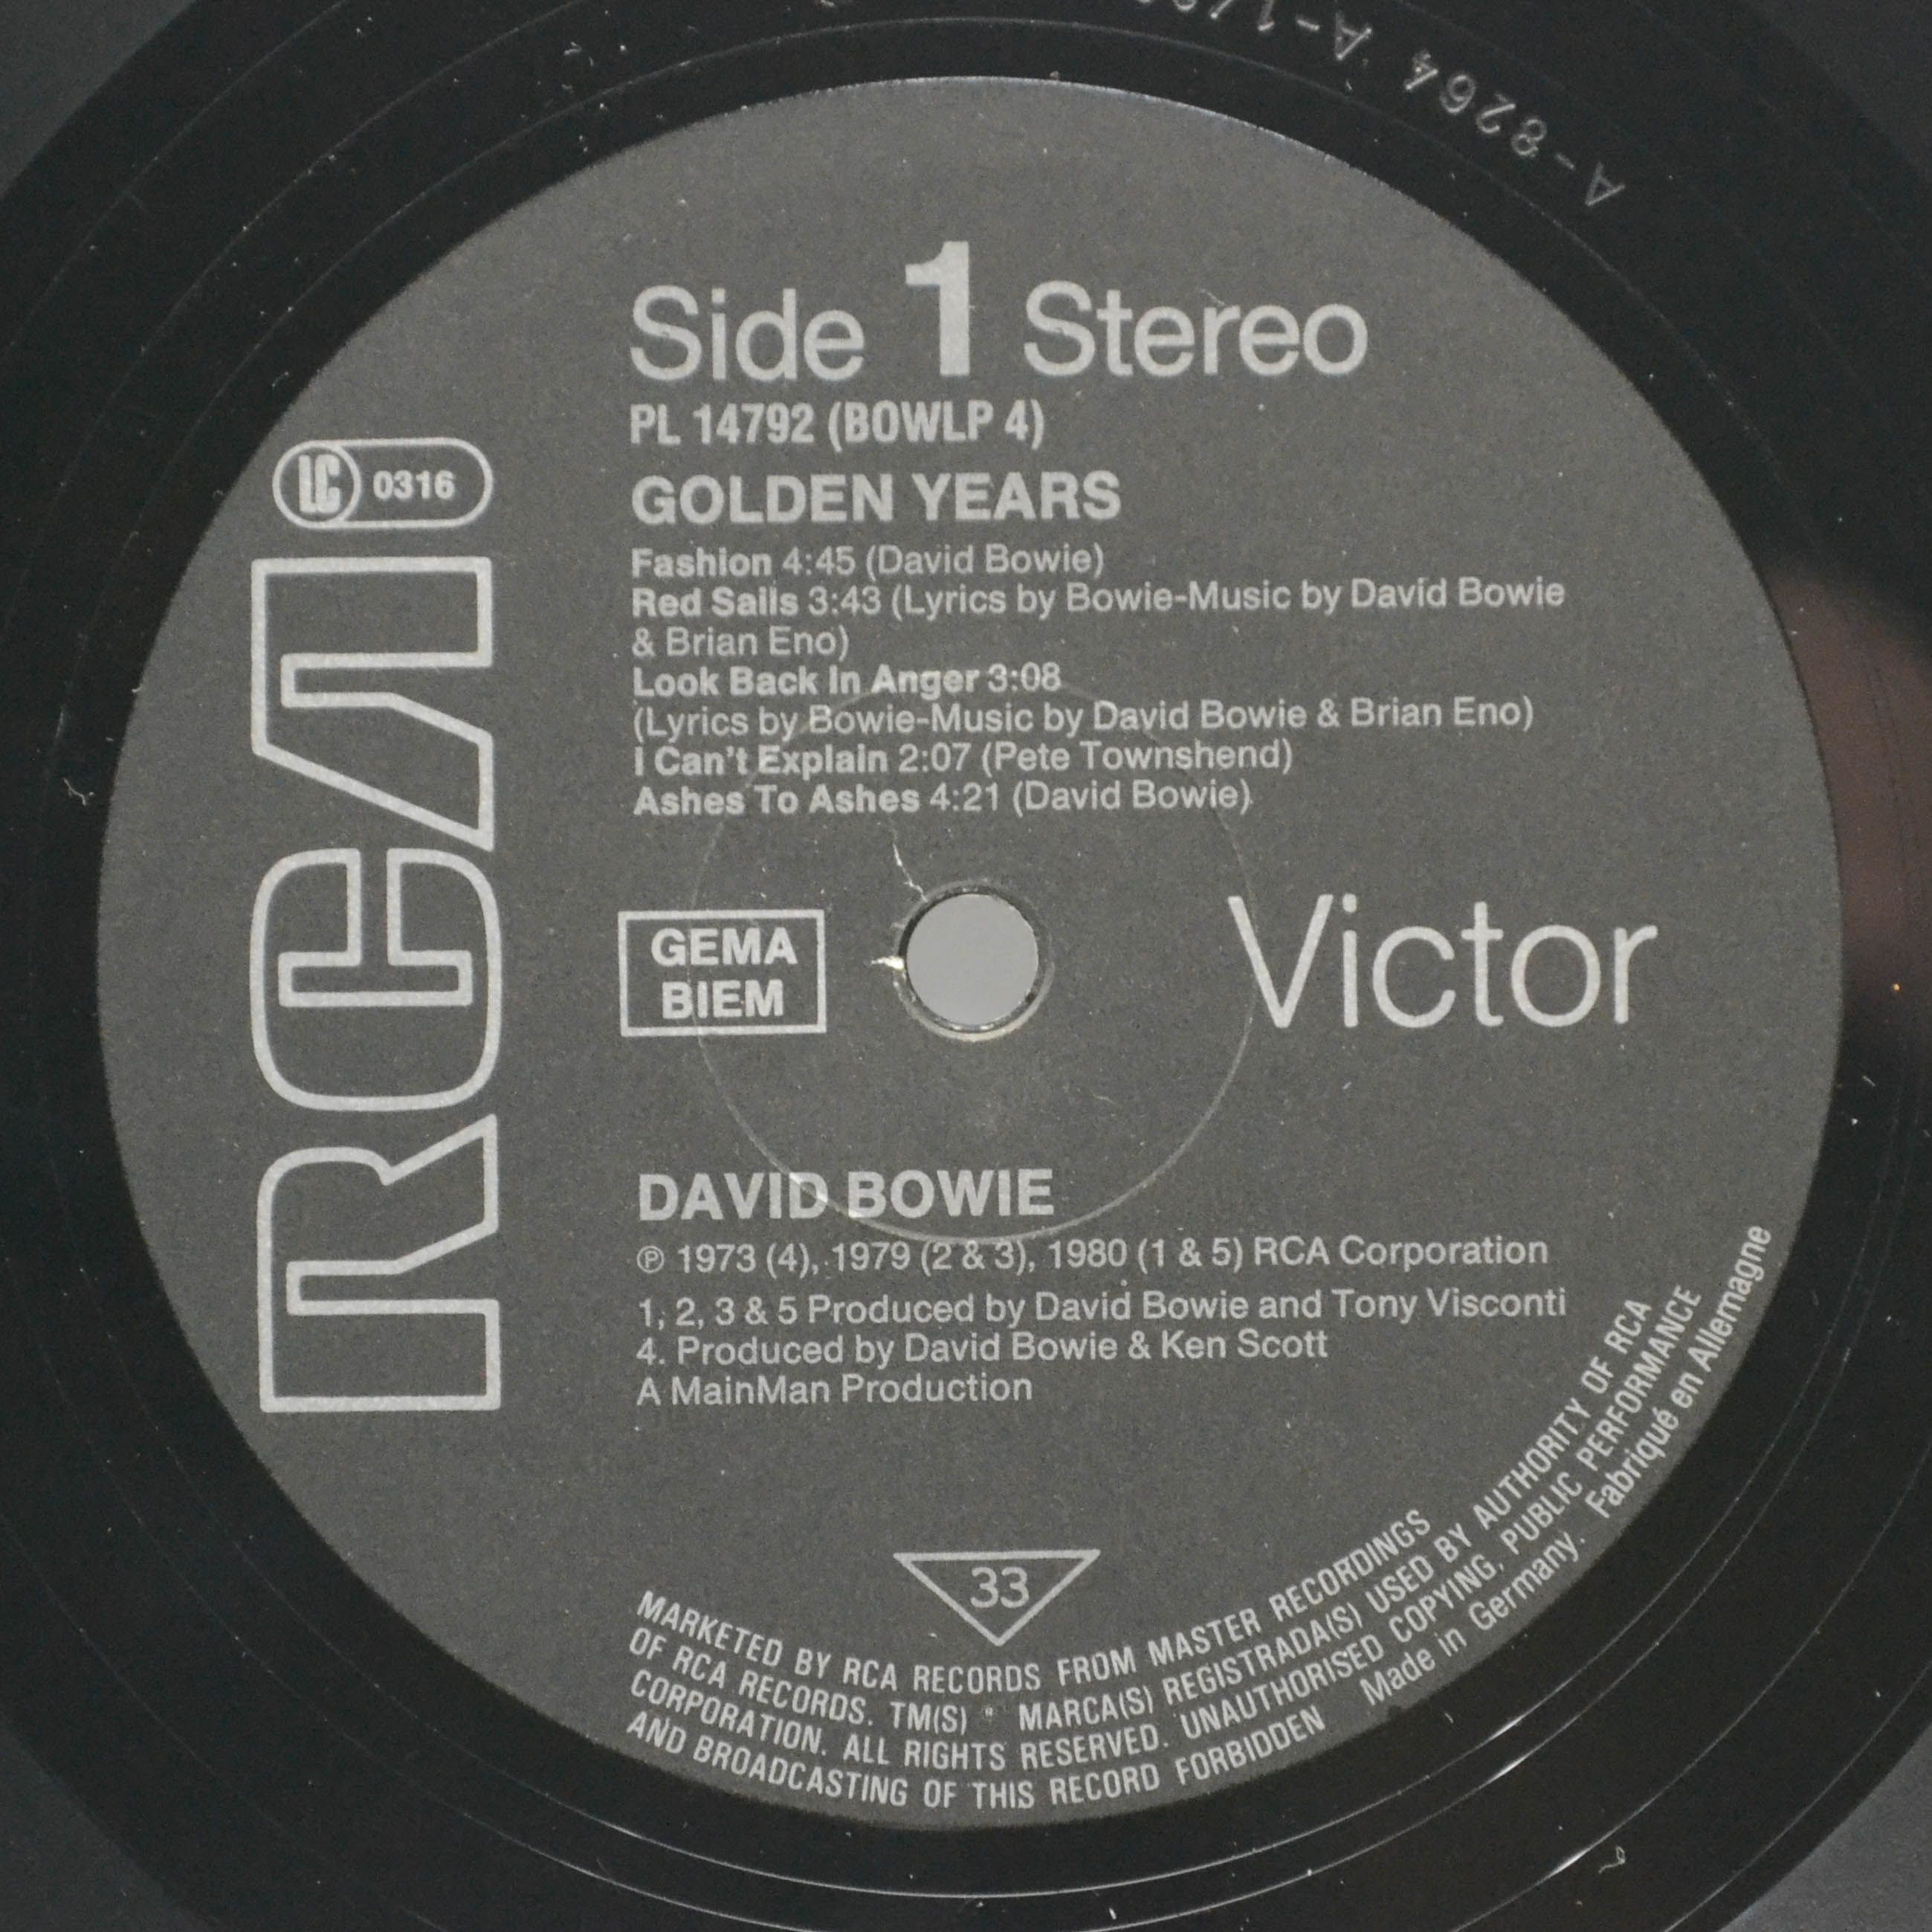 A-8264 A-1/
Side 1 Stereo
PL 14792 (BOWLP 4)
LC 0316
GOLDEN YEARS
Fashion 4:45 (David Bowie)
Red Sails 3:43 (Lyrics by Bowie-Music by David Bowie
& Brian Eno)
Look Back In Anger 3:08
(Lyrics by Bowie-Music by David Bowie & Brian Eno)
I Can't Explain 2:07 (Pete Townshend)
Ashes To Ashes 4:21 (David Bowie)
RCA
GEMA
BIEM
Victor
DAVID BOWIE
℗ 1973 (4), 1979 (2 & 3), 1980 (1 & 5) RCA Corporation
1, 2, 3 & 5 Produced by David Bowie and Tony Visconti
4. Produced by David Bowie & Ken Scott
A MainMan Production
33
MARKETED BY RCA RECORDS FROM MASTER RECORDINGS
OF RCA RECORDS. TM(S) ® MARCA(S) REGISTRADA(S) USED BY AUTHORITY OF RCA
CORPORATION. ALL RIGHTS RESERVED. UNAUTHORISED COPYING, PUBLIC PERFORMANCE
AND BROADCASTING OF THIS RECORD FORBIDDEN Made in Germany. Fabriqué en Allemagne